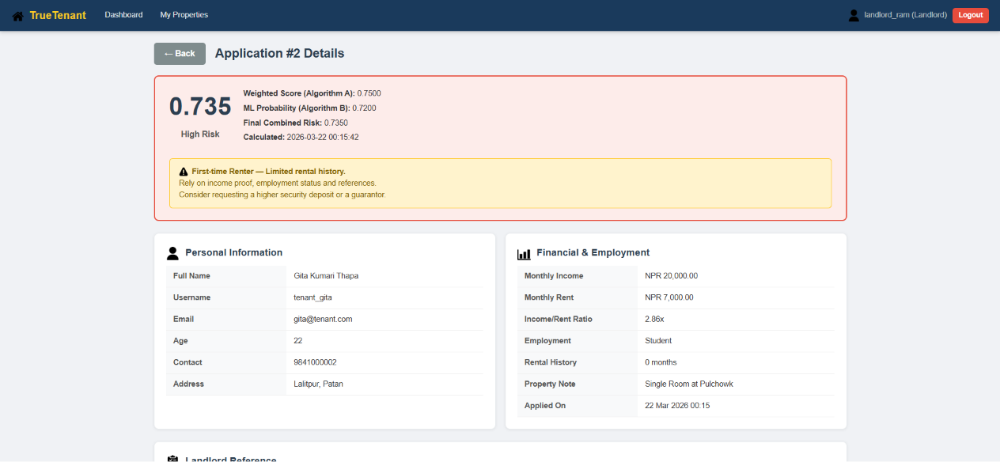 TrueTenant Dashboard My Properties landlord_ram (Landlord) Logout
← Back Application #2 Details
0.735
High Risk
Weighted Score (Algorithm A): 0.7500
ML Probability (Algorithm B): 0.7200
Final Combined Risk: 0.7350
Calculated: 2026-03-22 00:15:42
First-time Renter — Limited rental history.
Rely on income proof, employment status and references.
Consider requesting a higher security deposit or a guarantor.
Personal Information
Full Name Gita Kumari Thapa
Username tenant_gita
Email gita@tenant.com
Age 22
Contact 9841000002
Address Lalitpur, Patan
Financial & Employment
Monthly Income NPR 20,000.00
Monthly Rent NPR 7,000.00
Income/Rent Ratio 2.86x
Employment Student
Rental History 0 months
Property Note Single Room at Pulchowk
Applied On 22 Mar 2026 00:15
Landlord Reference